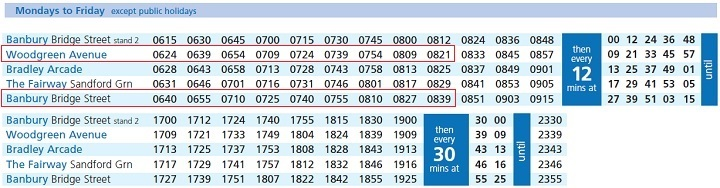 Mondays to Friday except public holidays
Banbury Bridge Street stand 2 0615 0630 0645 0700 0715 0730 0745 0800 0812 0824 0836 0848 00 12 24 36 48
Woodgreen Avenue 0624 0639 0654 0709 0724 0739 0754 0809 0821 0833 0845 0857 then 09 21 33 45 57
Bradley Arcade 0628 0643 0658 0713 0728 0743 0758 0813 0825 0837 0849 0901 every 13 25 37 49 01 until
The Fairway Sandford Grn 0631 0646 0701 0716 0731 0746 0801 0817 0829 0841 0853 0905 12 17 29 41 53 05
Banbury Bridge Street 0640 0655 0710 0725 0740 0755 0810 0827 0839 0851 0903 0915 mins at 27 39 51 03 15
Banbury Bridge Street stand 2 1700 1712 1724 1740 1755 1815 1830 1900 30 00 2330
Woodgreen Avenue 1709 1721 1733 1749 1804 1824 1839 1909 then 39 09 2339
Bradley Arcade 1713 1725 1737 1753 1808 1828 1843 1913 every 43 13 until 2343
The Fairway Sandford Grn 1717 1729 1741 1757 1812 1832 1846 1916 30 46 16 2346
Banbury Bridge Street 1727 1739 1751 1807 1822 1842 1855 1925 mins at 55 25 2355